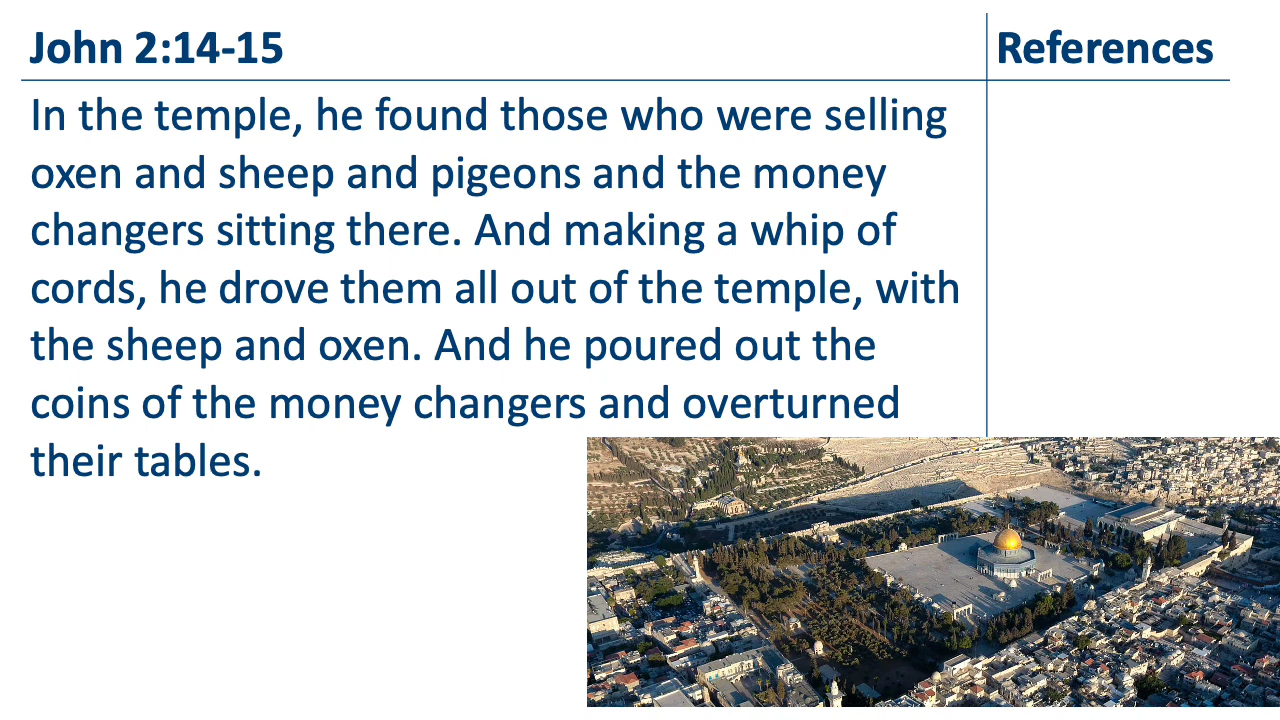 John 2:14-15
References
In the temple, he found those who were selling
oxen and sheep and pigeons and the money
changers sitting there. And making a whip of
cords, he drove them all out of the temple, with
the sheep and oxen. And he poured out the
coins of the money changers and overturned
their tables.